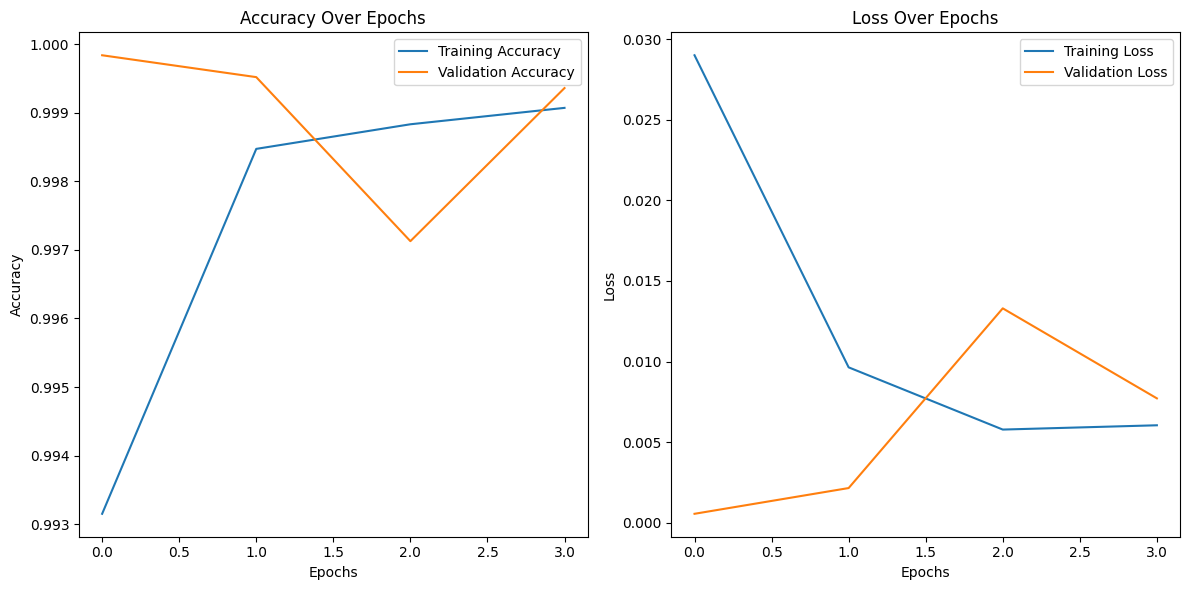 Accuracy Over Epochs
Training Accuracy
Validation Accuracy
1.000
0.999
0.998
0.997
0.996
0.995
0.994
0.993
Accuracy
0.0 0.5 1.0 1.5 2.0 2.5 3.0
Epochs
Loss Over Epochs
Training Loss
Validation Loss
0.030
0.025
0.020
0.015
0.010
0.005
0.000
Loss
0.0 0.5 1.0 1.5 2.0 2.5 3.0
Epochs